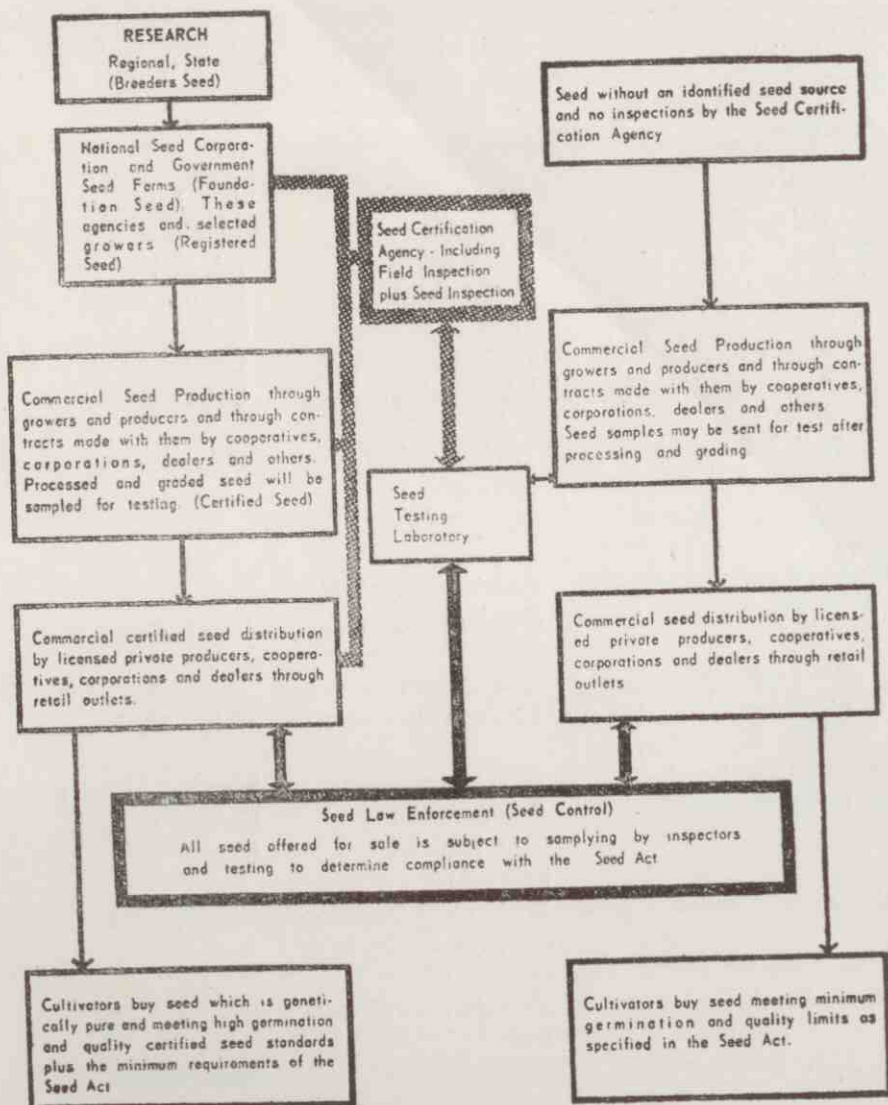 RESEARCH
Regional, State
(Breeders Seed)
National Seed Corpora-
tion and Government
Seed Farms (Founda-
tion Seed). These
agencies and selected
growers (Registered
Seed)
Commercial Seed Production through
growers and producers and through con-
tracts made with them by cooperatives,
corporations, dealers and others.
Processed and graded seed will be
sampled for testing. (Certified Seed)
Commercial certified seed distribution
by licensed private producers, coopera-
tives, corporations and dealers through
retail outlets.
Seed Certification
Agency - Including
Field Inspection
plus Seed Inspection
Seed
Testing
Laboratory
Seed without an idantified seed source
and no inspections by the Seed Certifi-
cation Agency
Commercial Seed Production through
growers and producers and through con-
tracts made with them by cooperatives,
corporations, dealers and others
Seed samples may be sent for test after
processing and grading
Commercial seed distribution by licens-
ed private producers, cooperatives,
corporations and dealers through retail
outlets
Seed Law Enforcement (Seed Control)
All seed offered for sale is subject to samplying by inspectors
and testing to determine compliance with the Seed Act
Cultivators buy seed which is geneti-
cally pure and meeting high germination
and quality certified seed standards
plus the minimum requirements of the
Seed Act
Cultivators buy seed meeting minimum
germination and quality limits as
specified in the Seed Act.